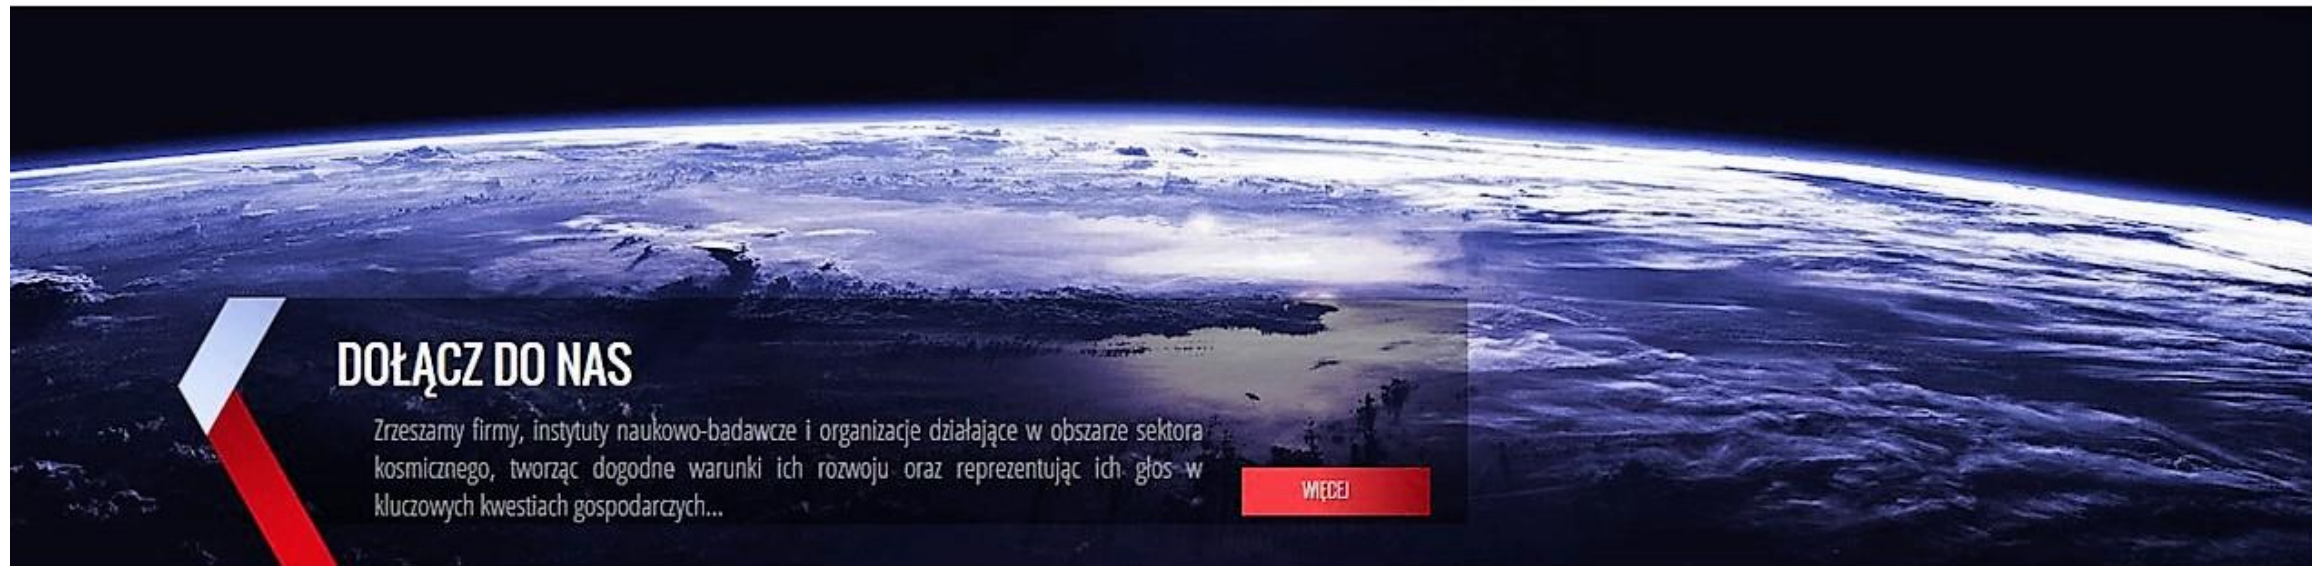 DOŁĄCZ DO NAS
Zrzeszamy firmy, instytuty naukowo-badawcze i organizacje działające w obszarze sektora
kosmicznego, tworząc dogodne warunki ich rozwoju oraz reprezentując ich głos w
kluczowych kwestiach gospodarczych...
WIĘCEJ